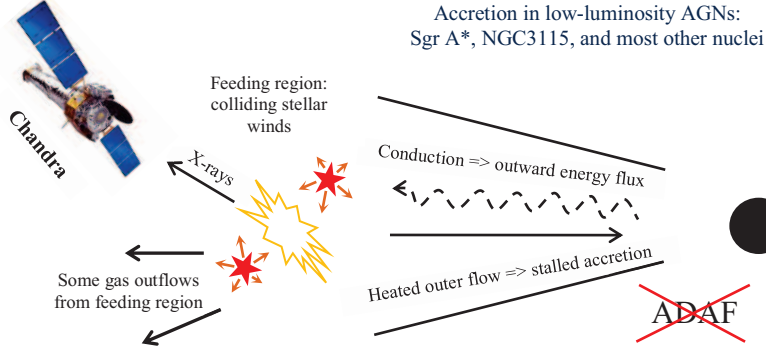 Accretion in low-luminosity AGNs:
Sgr A*, NGC3115, and most other nuclei
Feeding region:
colliding stellar
winds
Chandra
X-rays
Conduction => outward energy flux
Some gas outflows
from feeding region
Heated outer flow => stalled accretion
ADAF